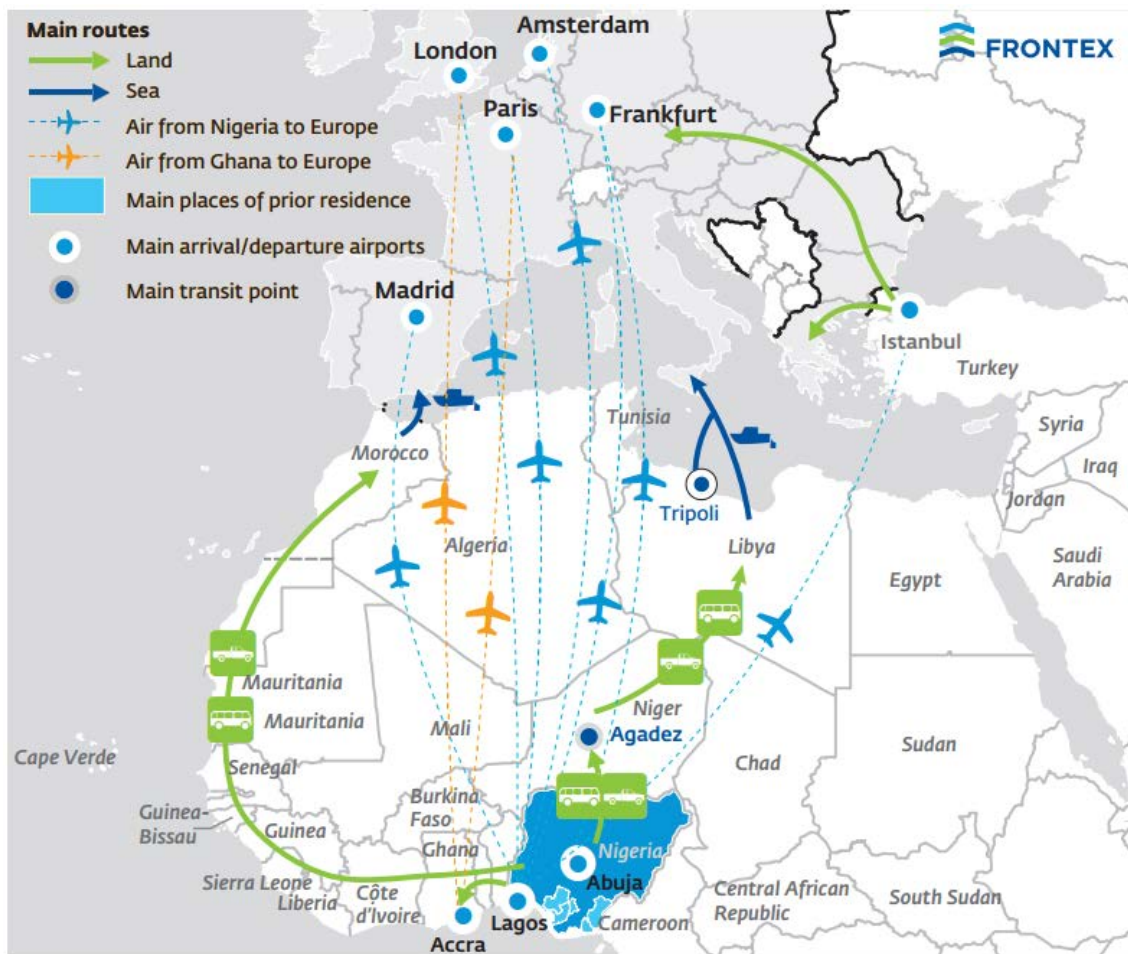 Main routes
Land
Sea
Air from Nigeria to Europe
Air from Ghana to Europe
Main places of prior residence
Main arrival/departure airports
Main transit point
FRONTEX
Amsterdam
London
Paris
Frankfurt
Madrid
Istanbul
Turkey
Tunisia
Syria
Morocco
Iraq
Jordan
Tripoli
Algeria
Libya
Egypt
Saudi
Arabia
Mauritania
Niger
Mauritania
Mali
Agadez
Sudan
Cape Verde
Chad
Senegal
Burkina
Faso
Guinea-
Bissau
Guinea
Ghana
Nigeria
Abuja
Sierra Leone
Liberia
Côte
d'Ivoire
Central African
Republic
South Sudan
Lagos
Cameroon
Accra